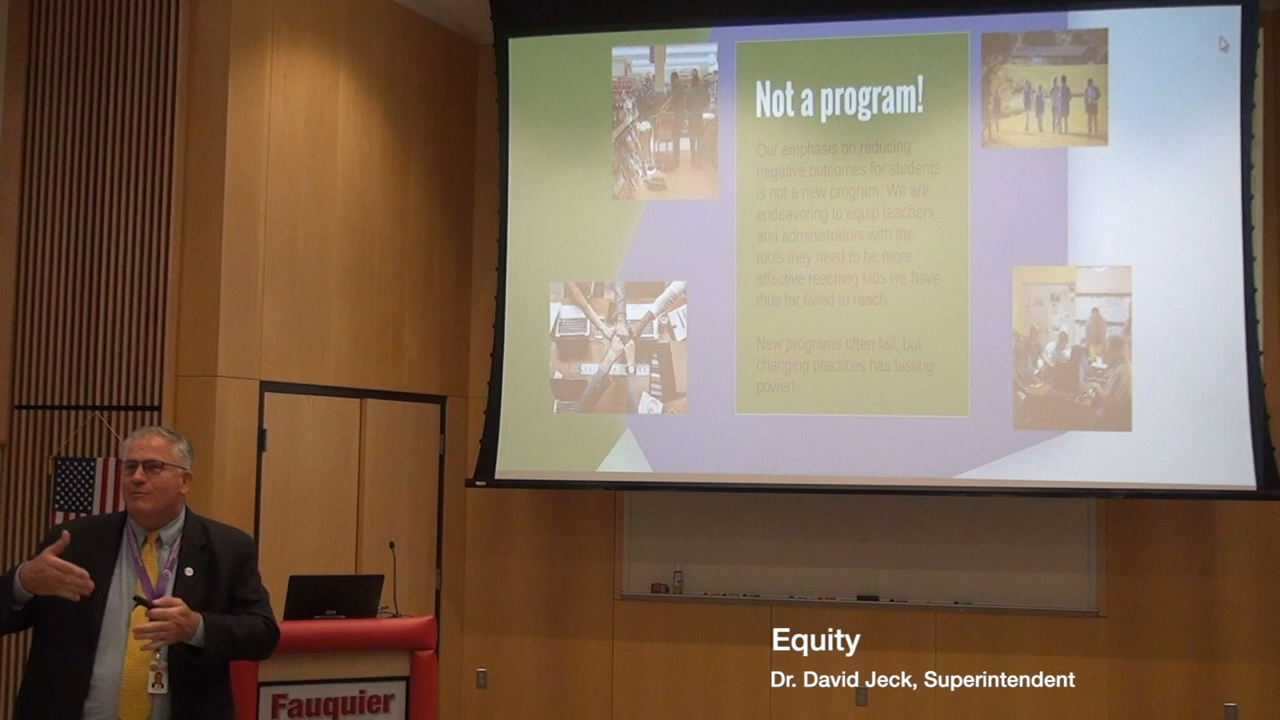 Not a program!
Our emphasis on reducing
negative outcomes for students
is not a new program. We are
endeavoring to equip teachers
and administrators with the
tools they need to be more
effective reaching kids we have
thus far failed to reach.
New programs often fail, but
changing practices has lasting
power!
Equity
Dr. David Jeck, Superintendent
Fauquier